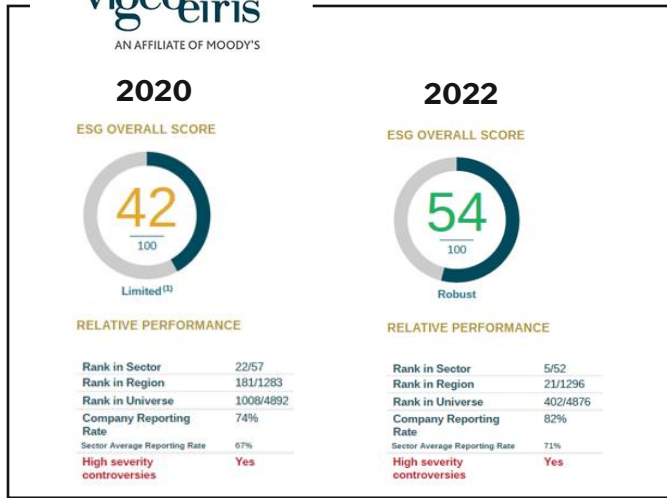 vigeo eiris
AN AFFILIATE OF MOODY'S
2020
ESG OVERALL SCORE
42
100
Limited (1)
RELATIVE PERFORMANCE
Rank in Sector 22/57
Rank in Region 181/1283
Rank in Universe 1008/4892
Company Reporting 74%
Rate
Sector Average Reporting Rate 67%
High severity Yes
controversies
2022
ESG OVERALL SCORE
54
100
Robust
RELATIVE PERFORMANCE
Rank in Sector 5/52
Rank in Region 21/1296
Rank in Universe 402/4876
Company Reporting 82%
Rate
Sector Average Reporting Rate 71%
High severity Yes
controversies